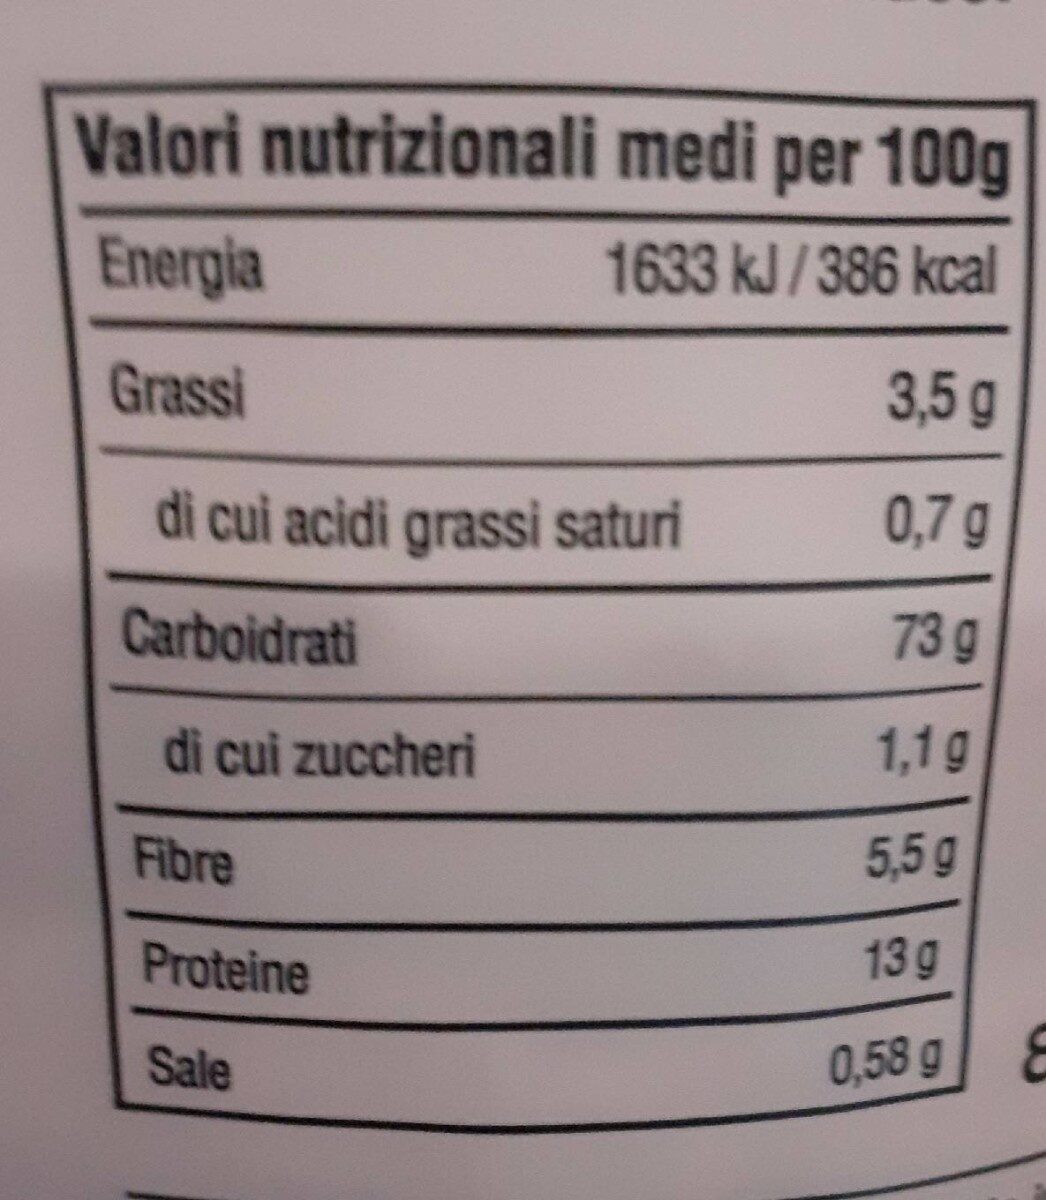 Valori nutrizionali medi per 100g
Energia 1633 kJ / 386 kcal
Grassi 3,5 g
di cui acidi grassi saturi 0,7 g
Carboidrati 73 g
di cui zuccheri 1,1 g
Fibre 5,5 g
Proteine 13 g
Sale 0,58 g